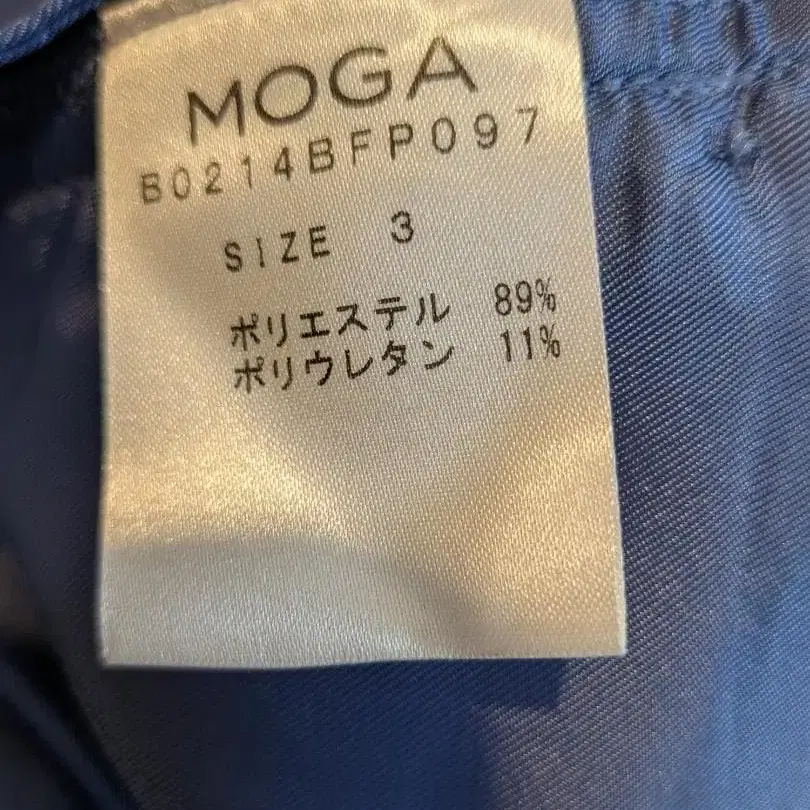 MOGA
B0214BFP097
SIZE 3
ポリエステル 89%
ポリウレタン 11%